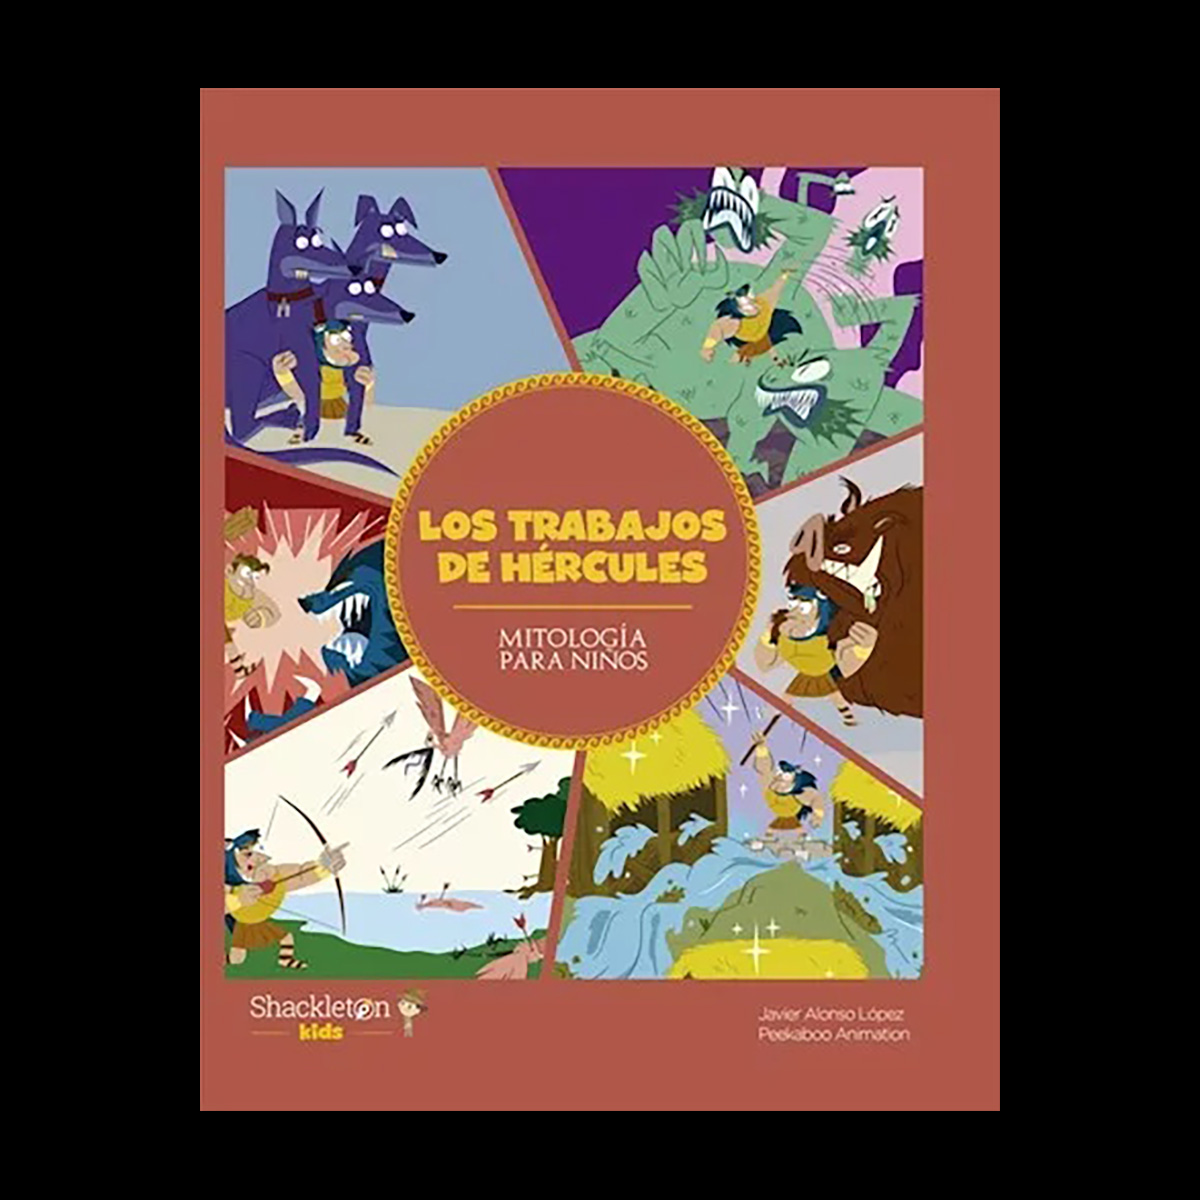 LOS TRABAJOS
DE HÉRCULES
MITOLOGÍA
PARA NIÑOS
Shackleton
kids
Javier Alonso López
Peekaboo Animation